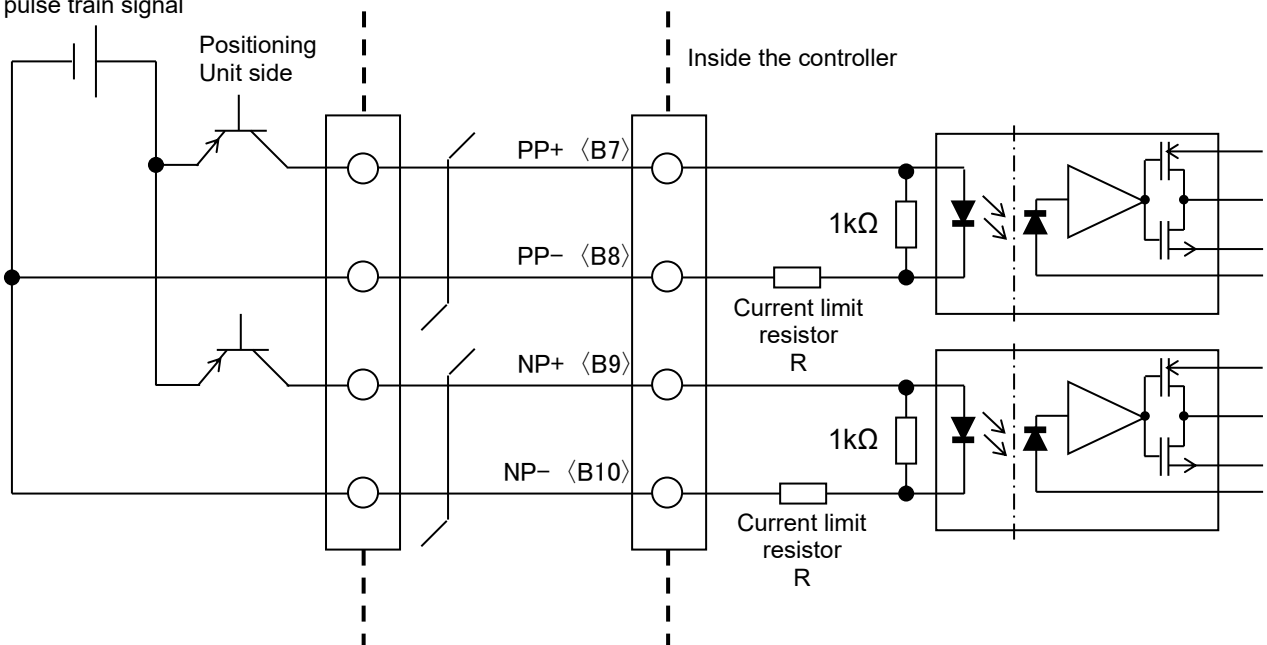 pulse train signal
Positioning
Unit side
Inside the controller
PP+ 〈B7〉
1kΩ
PP− 〈B8〉
Current limit
resistor
R
NP+ 〈B9〉
1kΩ
NP− 〈B10〉
Current limit
resistor
R